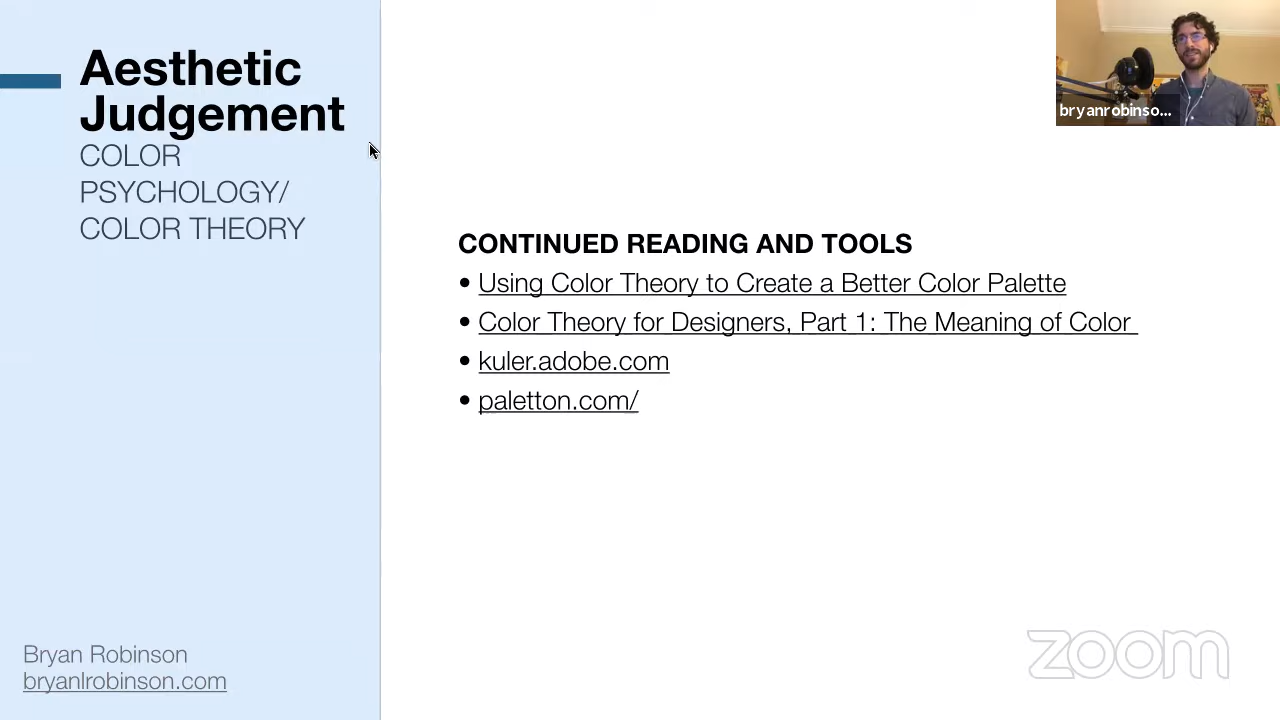 Aesthetic
Judgement
COLOR
PSYCHOLOGY/
COLOR THEORY
bryanrobinso...
CONTINUED READING AND TOOLS
• Using Color Theory to Create a Better Color Palette
• Color Theory for Designers, Part 1: The Meaning of Color
• kuler.adobe.com
• paletton.com/
Bryan Robinson
bryanlrobinson.com
zoom